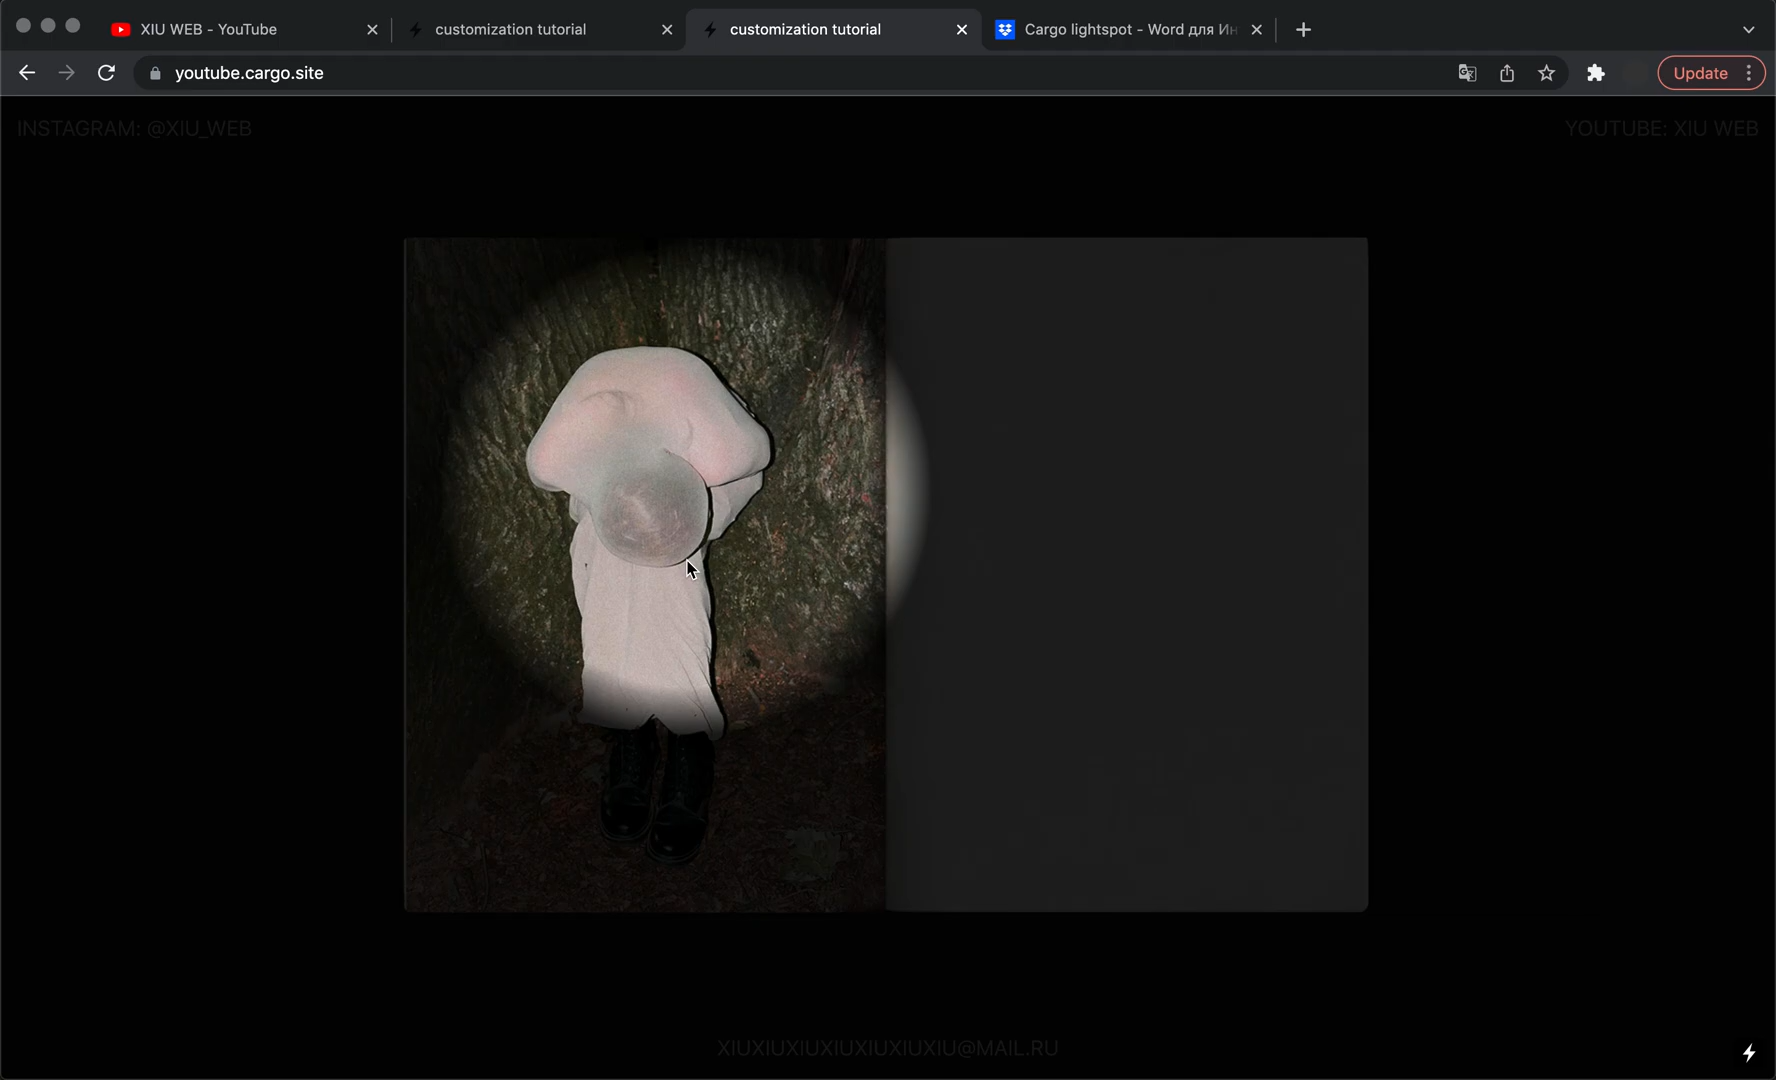 XIU WEB - YouTube
customization tutorial
customization tutorial
Cargo lightspot - Word для Ин
youtube.cargo.site
Update
INSTAGRAM: @XIU_WEB
YOUTUBE: XIU WEB
XIUXIUXIUXIUXIUXIUXIU@MAIL.RU